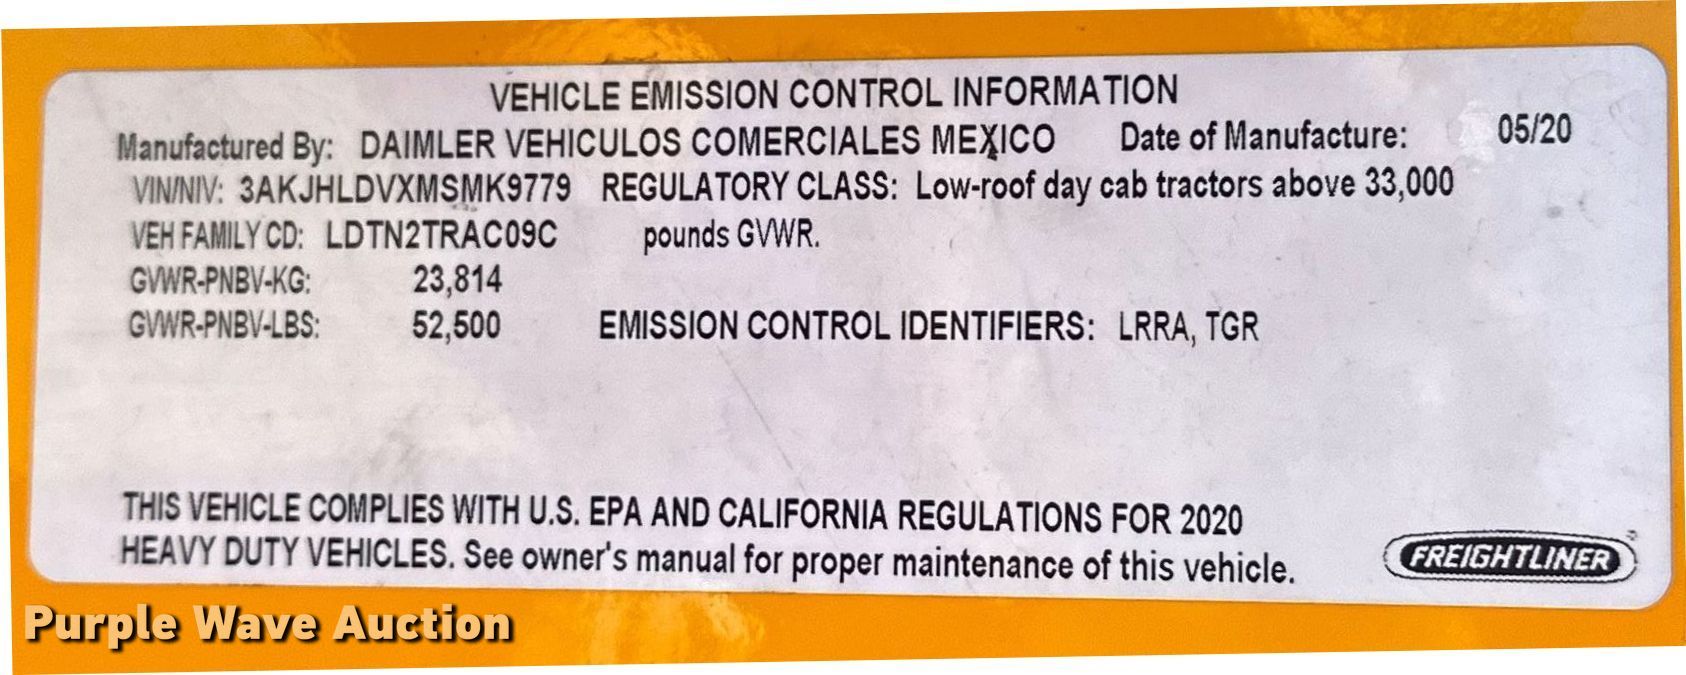 VEHICLE EMISSION CONTROL INFORMATION
Manufactured By: DAIMLER VEHICULOS COMERCIALES MEXICO Date of Manufacture: 05/20
VIN/NIV: 3AKJHLDVXMSMK9779 REGULATORY CLASS: Low-roof day cab tractors above 33,000
VEH FAMILY CD: LDTN2TRAC09C pounds GVWR.
GVWR-PNBV-KG: 23,814
GVWR-PNBV-LBS: 52,500 EMISSION CONTROL IDENTIFIERS: LRRA, TGR
THIS VEHICLE COMPLIES WITH U.S. EPA AND CALIFORNIA REGULATIONS FOR 2020
HEAVY DUTY VEHICLES. See owner's manual for proper maintenance of this vehicle.
FREIGHTLINER
Purple Wave Auction